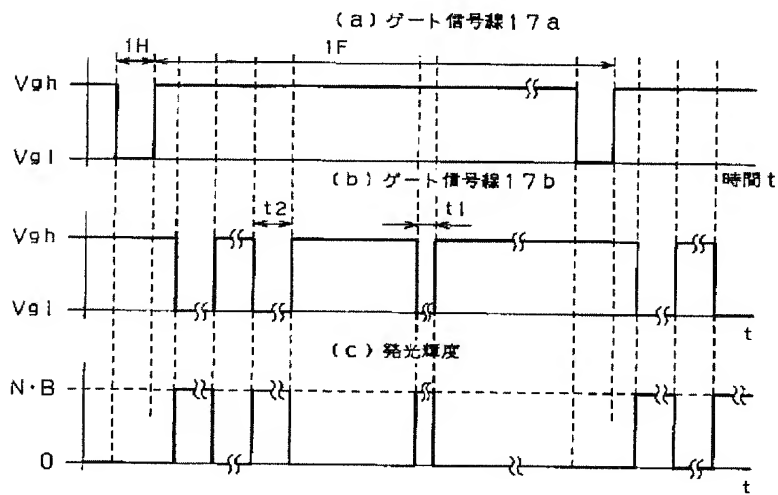 (a)ゲート信号線17a
1H
1F
Vgh
Vgl
時間t
(b)ゲート信号線17b
t2
t1
Vgh
Vgl
t
(c)発光輝度
N・B
0
t